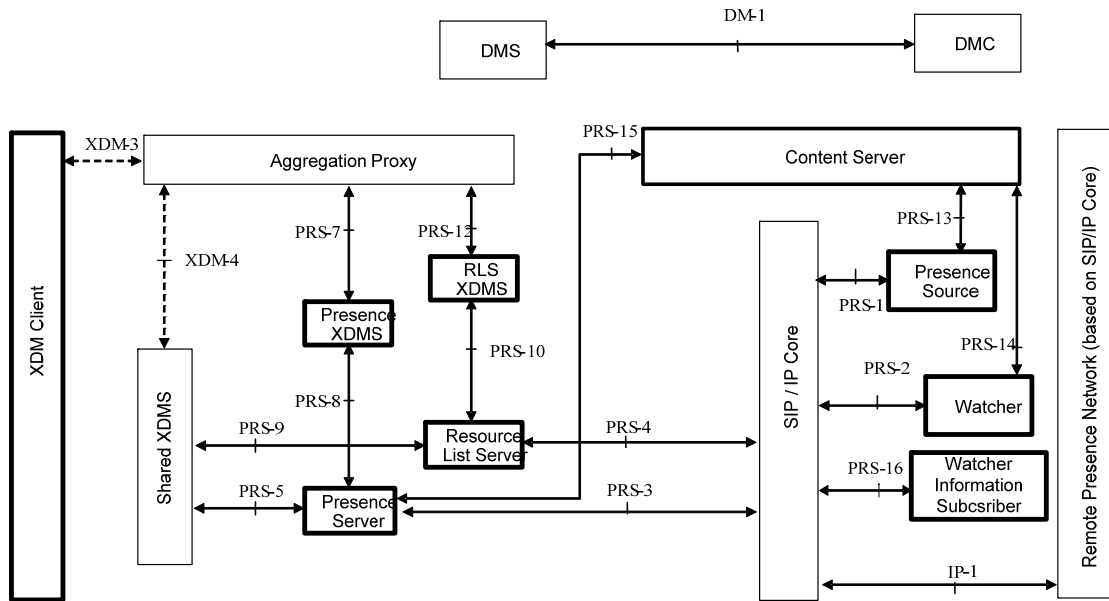 DM-1
DMS
DMC
XDM-3
PRS-15
Aggregation Proxy
Content Server
PRS-7
PRS-12
PRS-13
XDM-4
RLS
XDMS
Presence
Source
PRS-1
Presence
XDMS
PRS-10
PRS-14
PRS-2
XDM Client
Shared XDMS
SIP / IP Core
Remote Presence Network (based on SIP/IP Core)
PRS-8
Watcher
PRS-9
Resource
List Server
PRS-4
PRS-16
Watcher
Information
Subcsriber
PRS-5
Presence
Server
PRS-3
IP-1